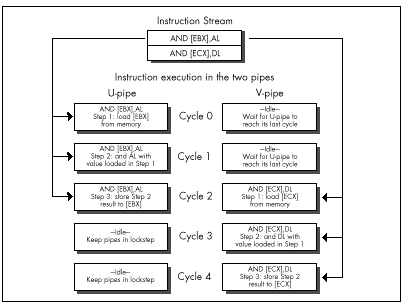 Instruction Stream
AND [EBX],AL
AND [ECX],DL
Instruction execution in the two pipes
U-pipe
V-pipe
AND [EBX],AL
Step 1: load [EBX]
from memory
Cycle 0
—Idle—
Wait for U-pipe to
reach its last cycle
AND [EBX],AL
Step 2: and AL with
value loaded in Step 1
Cycle 1
—Idle—
Wait for U-pipe to
reach its last cycle
AND [EBX],AL
Step 3: store Step 2
result to [EBX]
Cycle 2
AND [ECX],DL
Step 1: load [ECX]
from memory
—Idle—
Keep pipes in lockstep
Cycle 3
AND [ECX],DL
Step 2: and DL with
value loaded in Step 1
—Idle—
Keep pipes in lockstep
Cycle 4
AND [ECX],DL
Step 3: store Step 2
result to [ECX]